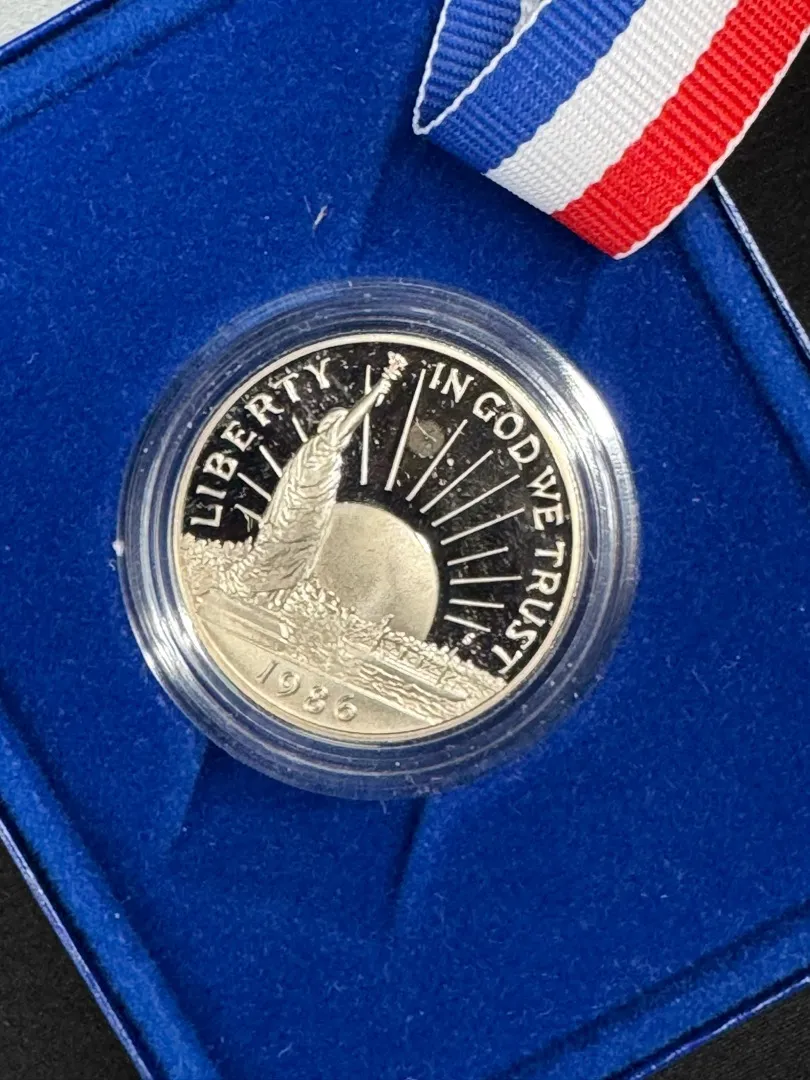 LIBERTY
IN GOD WE TRUST
1986
S